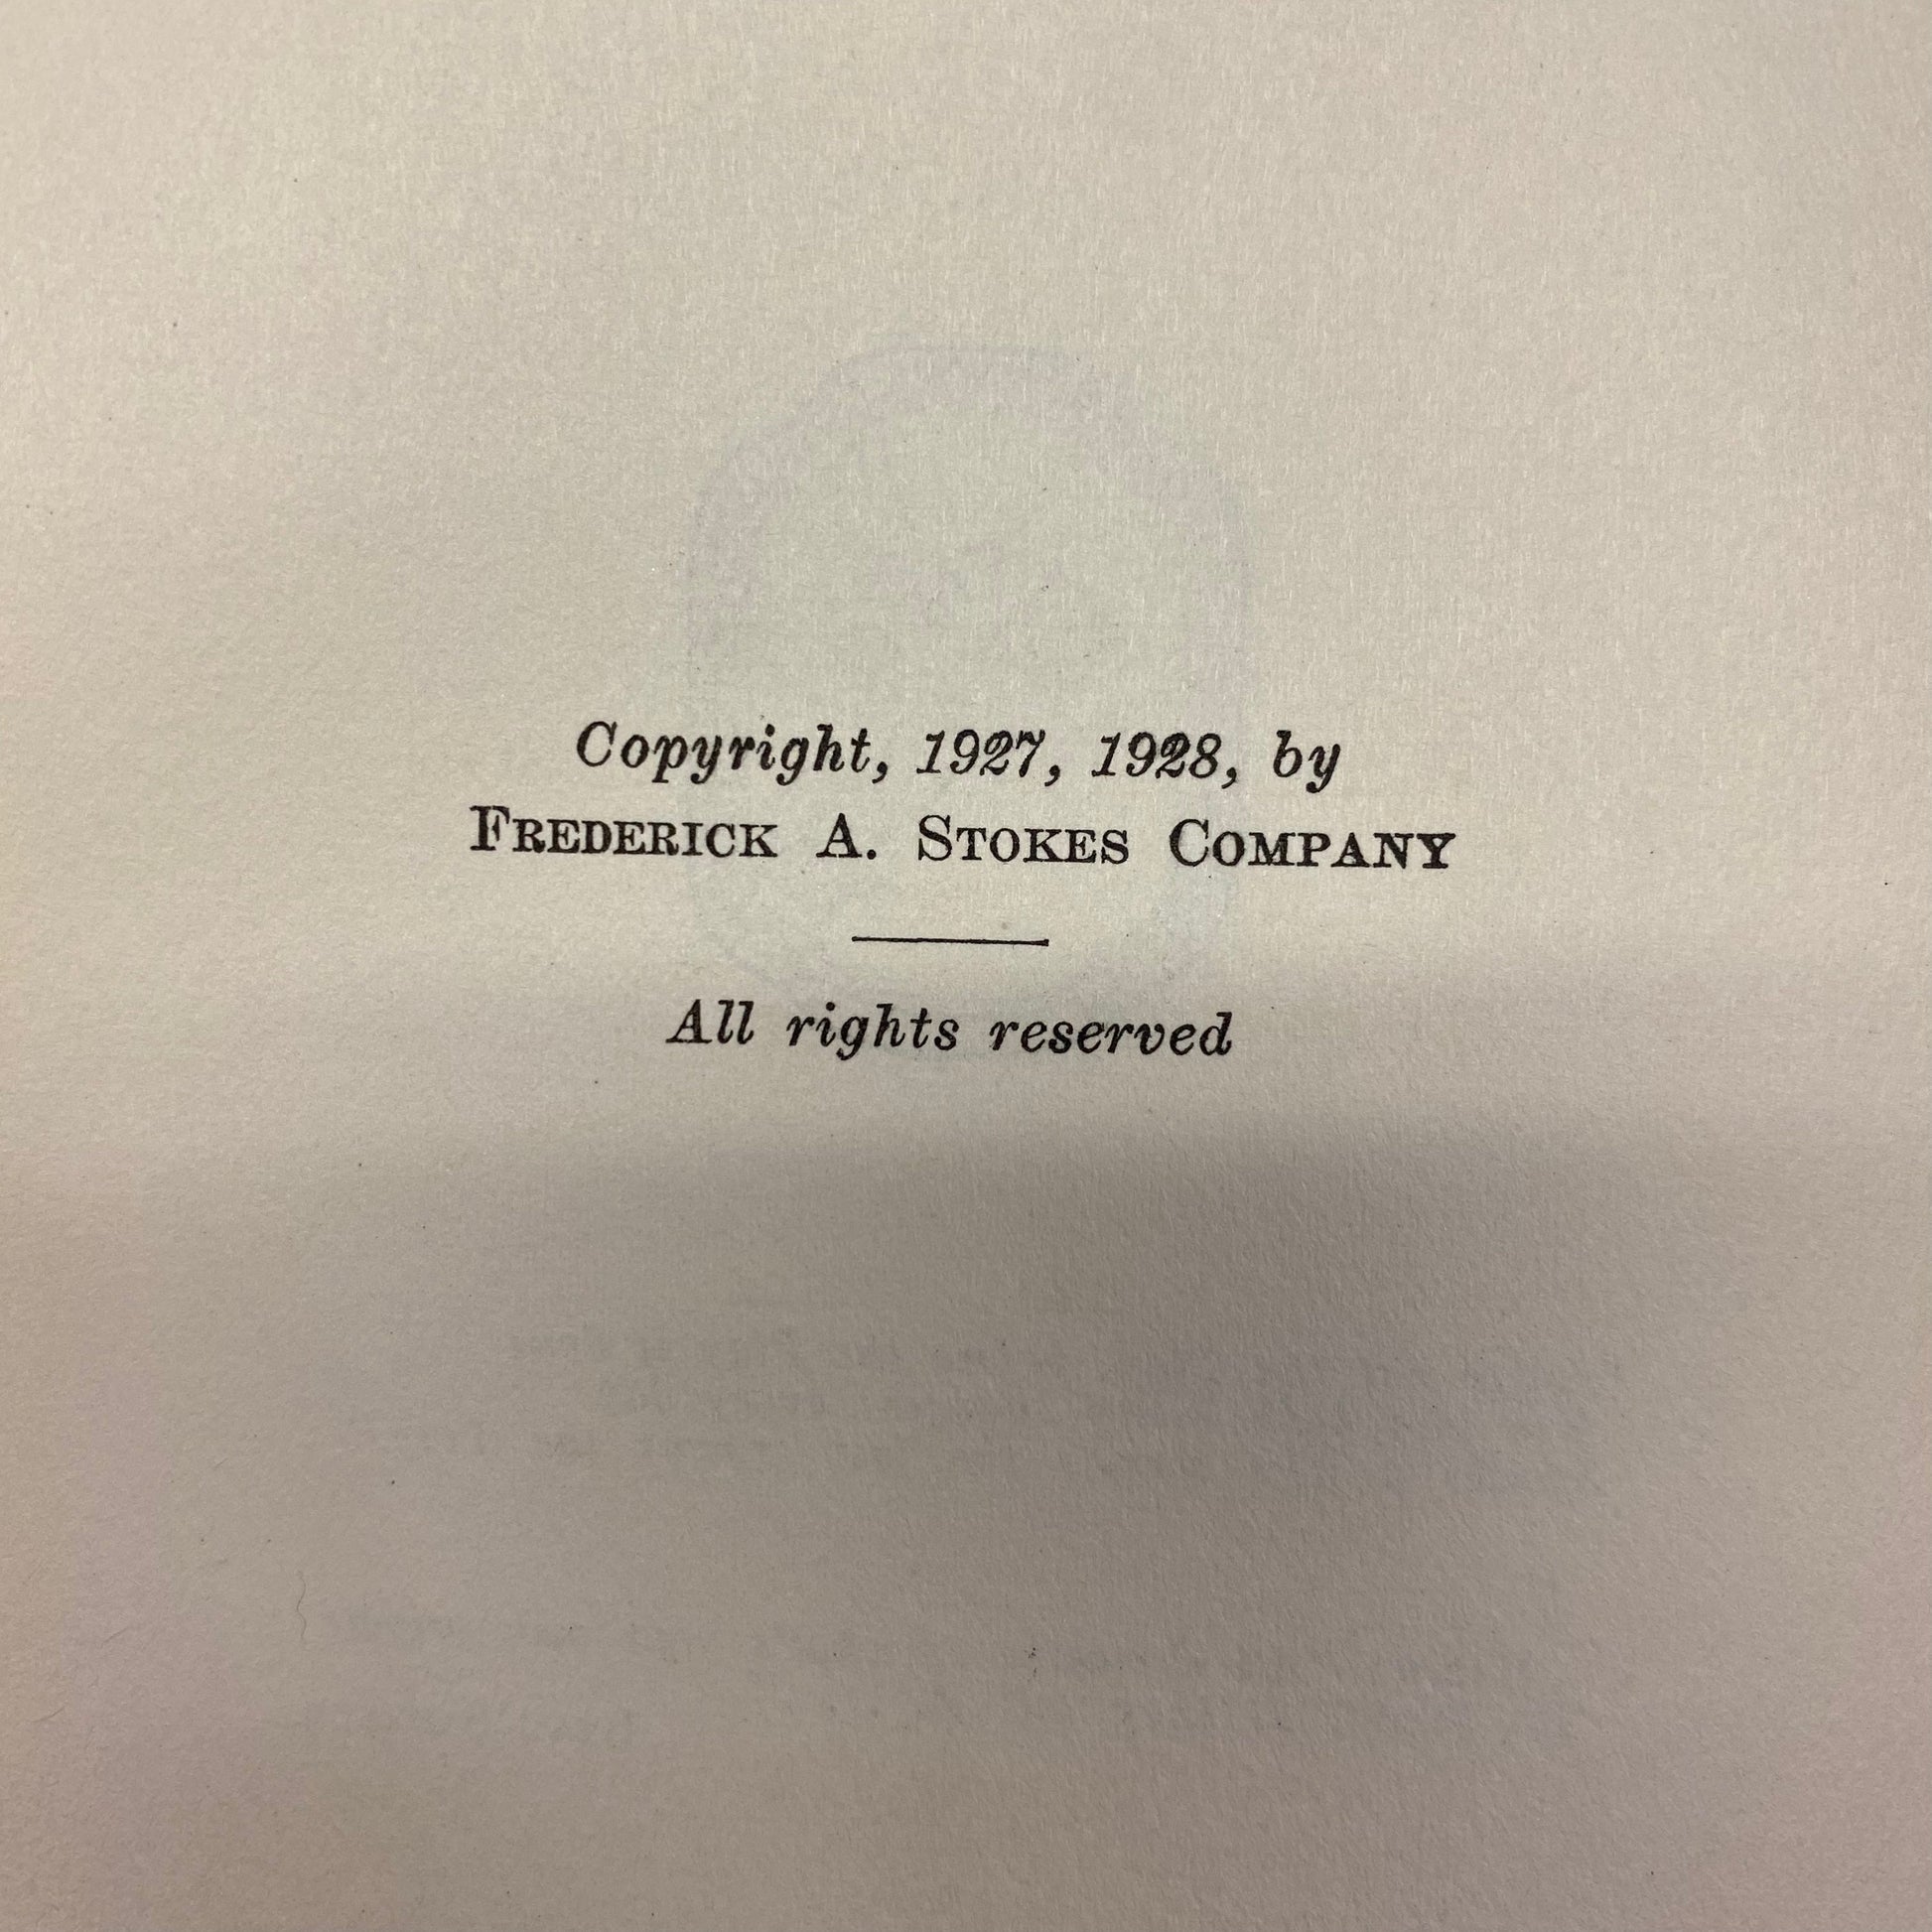 Copyright, 1927, 1928, by
FREDERICK A. STOKES COMPANY
All rights reserved